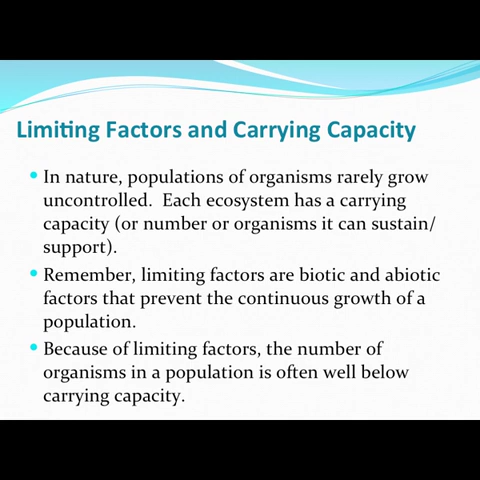 Limiting Factors and Carrying Capacity
• In nature, populations of organisms rarely grow
uncontrolled.  Each ecosystem has a carrying
capacity (or number or organisms it can sustain/
support).
• Remember, limiting factors are biotic and abiotic
factors that prevent the continuous growth of a
population.
• Because of limiting factors, the number of
organisms in a population is often well below
carrying capacity.